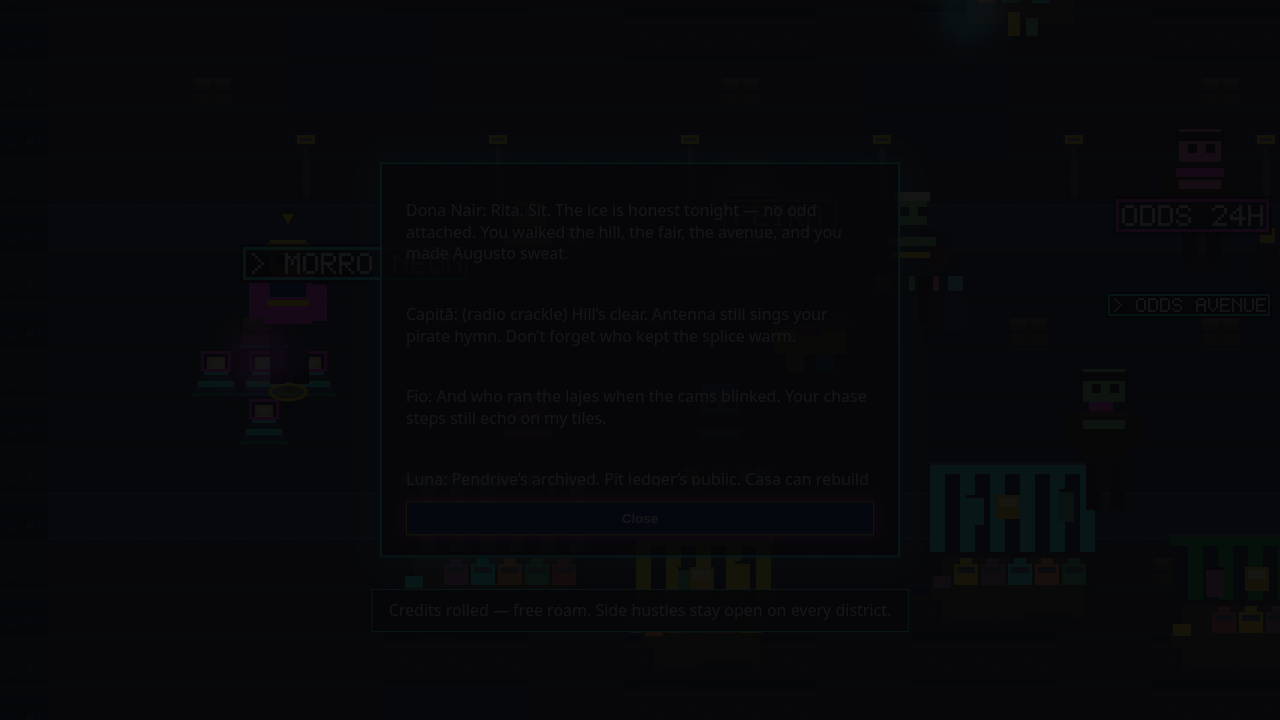 ODDS 24H
> MORRO
Dona Nair: Rita. Sit. The ice is honest tonight — no odd
attached. You walked the hill, the fair, the avenue, and you
made Augusto sweat.
> ODDS AVENUE
Capitã: (radio crackle) Hill's clear. Antenna still sings your
pirate hymn. Don't forget who kept the splice warm.
Fio: And who ran the lajes when the cams blinked. Your chase
steps still echo on my tiles.
Luna: Pendrive's archived. Pit ledger's public. Casa can rebuild
Close
Credits rolled — free roam. Side hustles stay open on every district.